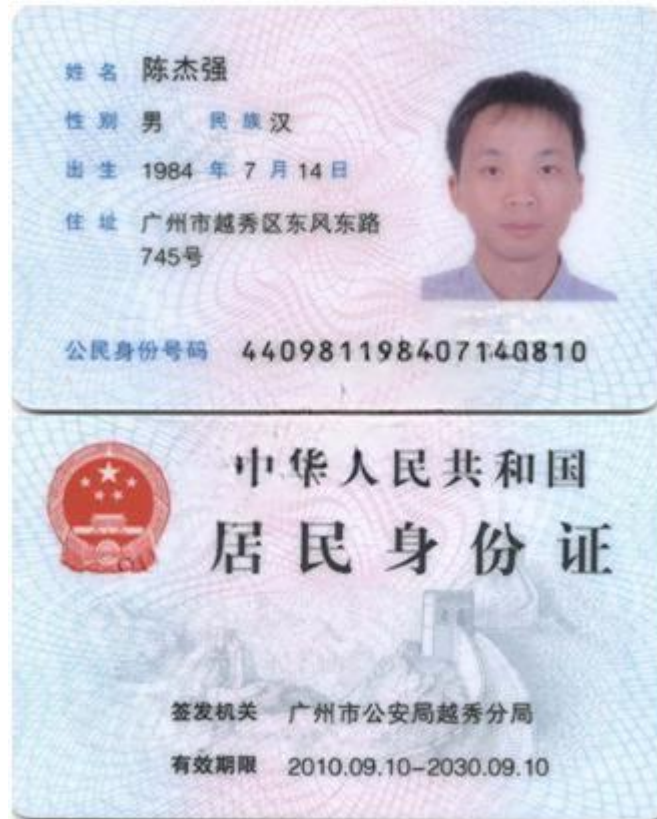 姓名 陈杰强
性别 男 民族 汉
出生 1984 年 7 月 14 日
住址 广州市越秀区东风东路
745号
公民身份号码 440981198407140810
中华人民共和国
居民身份证
签发机关 广州市公安局越秀分局
有效期限 2010.09.10-2030.09.10